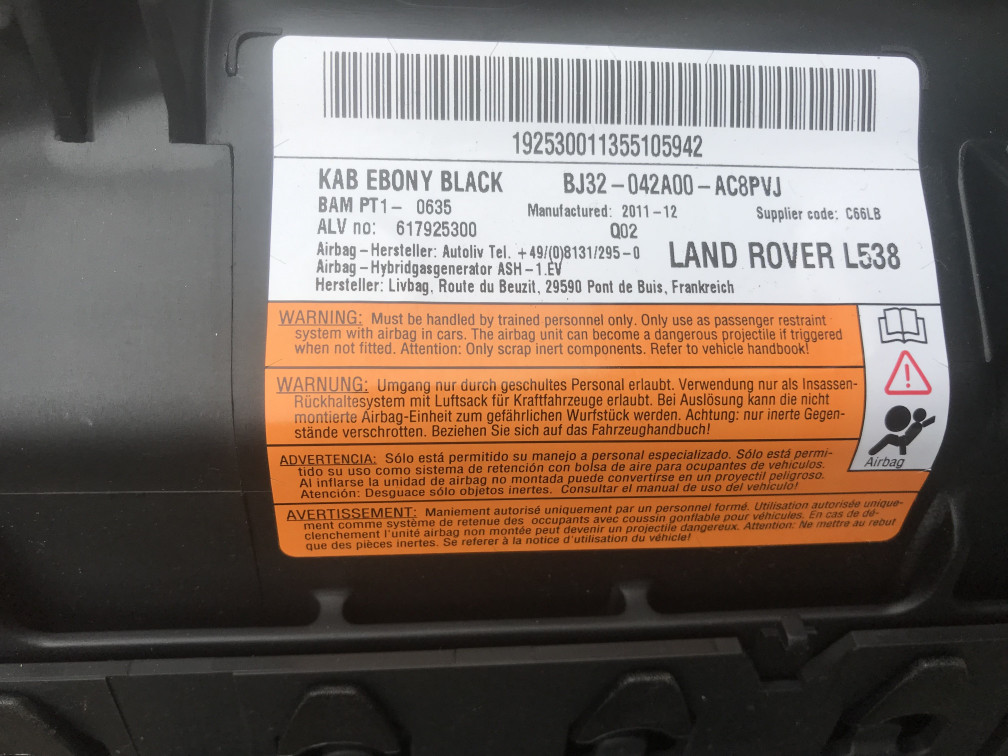 192530011355105942
KAB EBONY BLACK BJ32-042A00-AC8PVJ
BAM PT1- 0635 Manufactured: 2011-12 Supplier code: C66LB
ALV no: 617925300 Q02
Airbag-Hersteller: Autoliv Tel. +49/(0)8131/295-0 LAND ROVER L538
Airbag-Hybridgasgenerator ASH-1.EV
Hersteller: Livbag, Route du Beuzit, 29590 Pont de Buis, Frankreich
WARNING: Must be handled by trained personnel only. Only use as passenger restraint
system with airbag in cars. The airbag unit can become a dangerous projectile if triggered
when not fitted. Attention: Only scrap inert components. Refer to vehicle handbook!
WARNUNG: Umgang nur durch geschultes Personal erlaubt. Verwendung nur als Insassen-
Rückhaltesystem mit Luftsack für Kraftfahrzeuge erlaubt. Bei Auslösung kann die nicht
montierte Airbag-Einheit zum gefährlichen Wurfstück werden. Achtung: nur inerte Gegen-
stände verschrotten. Beziehen Sie sich auf das Fahrzeughandbuch!
Airbag
ADVERTENCIA: Sólo está permitido su manejo a personal especializado. Sólo está permi-
tido su uso como sistema de retención con bolsa de aire para ocupantes de vehículos.
Al inflarse la unidad de airbag no montada puede convertirse en un proyectil peligroso.
Atención: Desguace sólo objetos inertes. Consultar el manual de uso del vehículo!
AVERTISSEMENT: Maniement autorisé uniquement par un personnel formé. Utilisation autorisée unique-
ment comme système de retenue des occupants avec coussin gonflable pour véhicules. En cas de dé-
clenchement l'unité airbag non montée peut devenir un projectile dangereux. Attention: Ne mettre au rebut
que des pièces inertes. Se referer à la notice d'utilisation du véhicule!